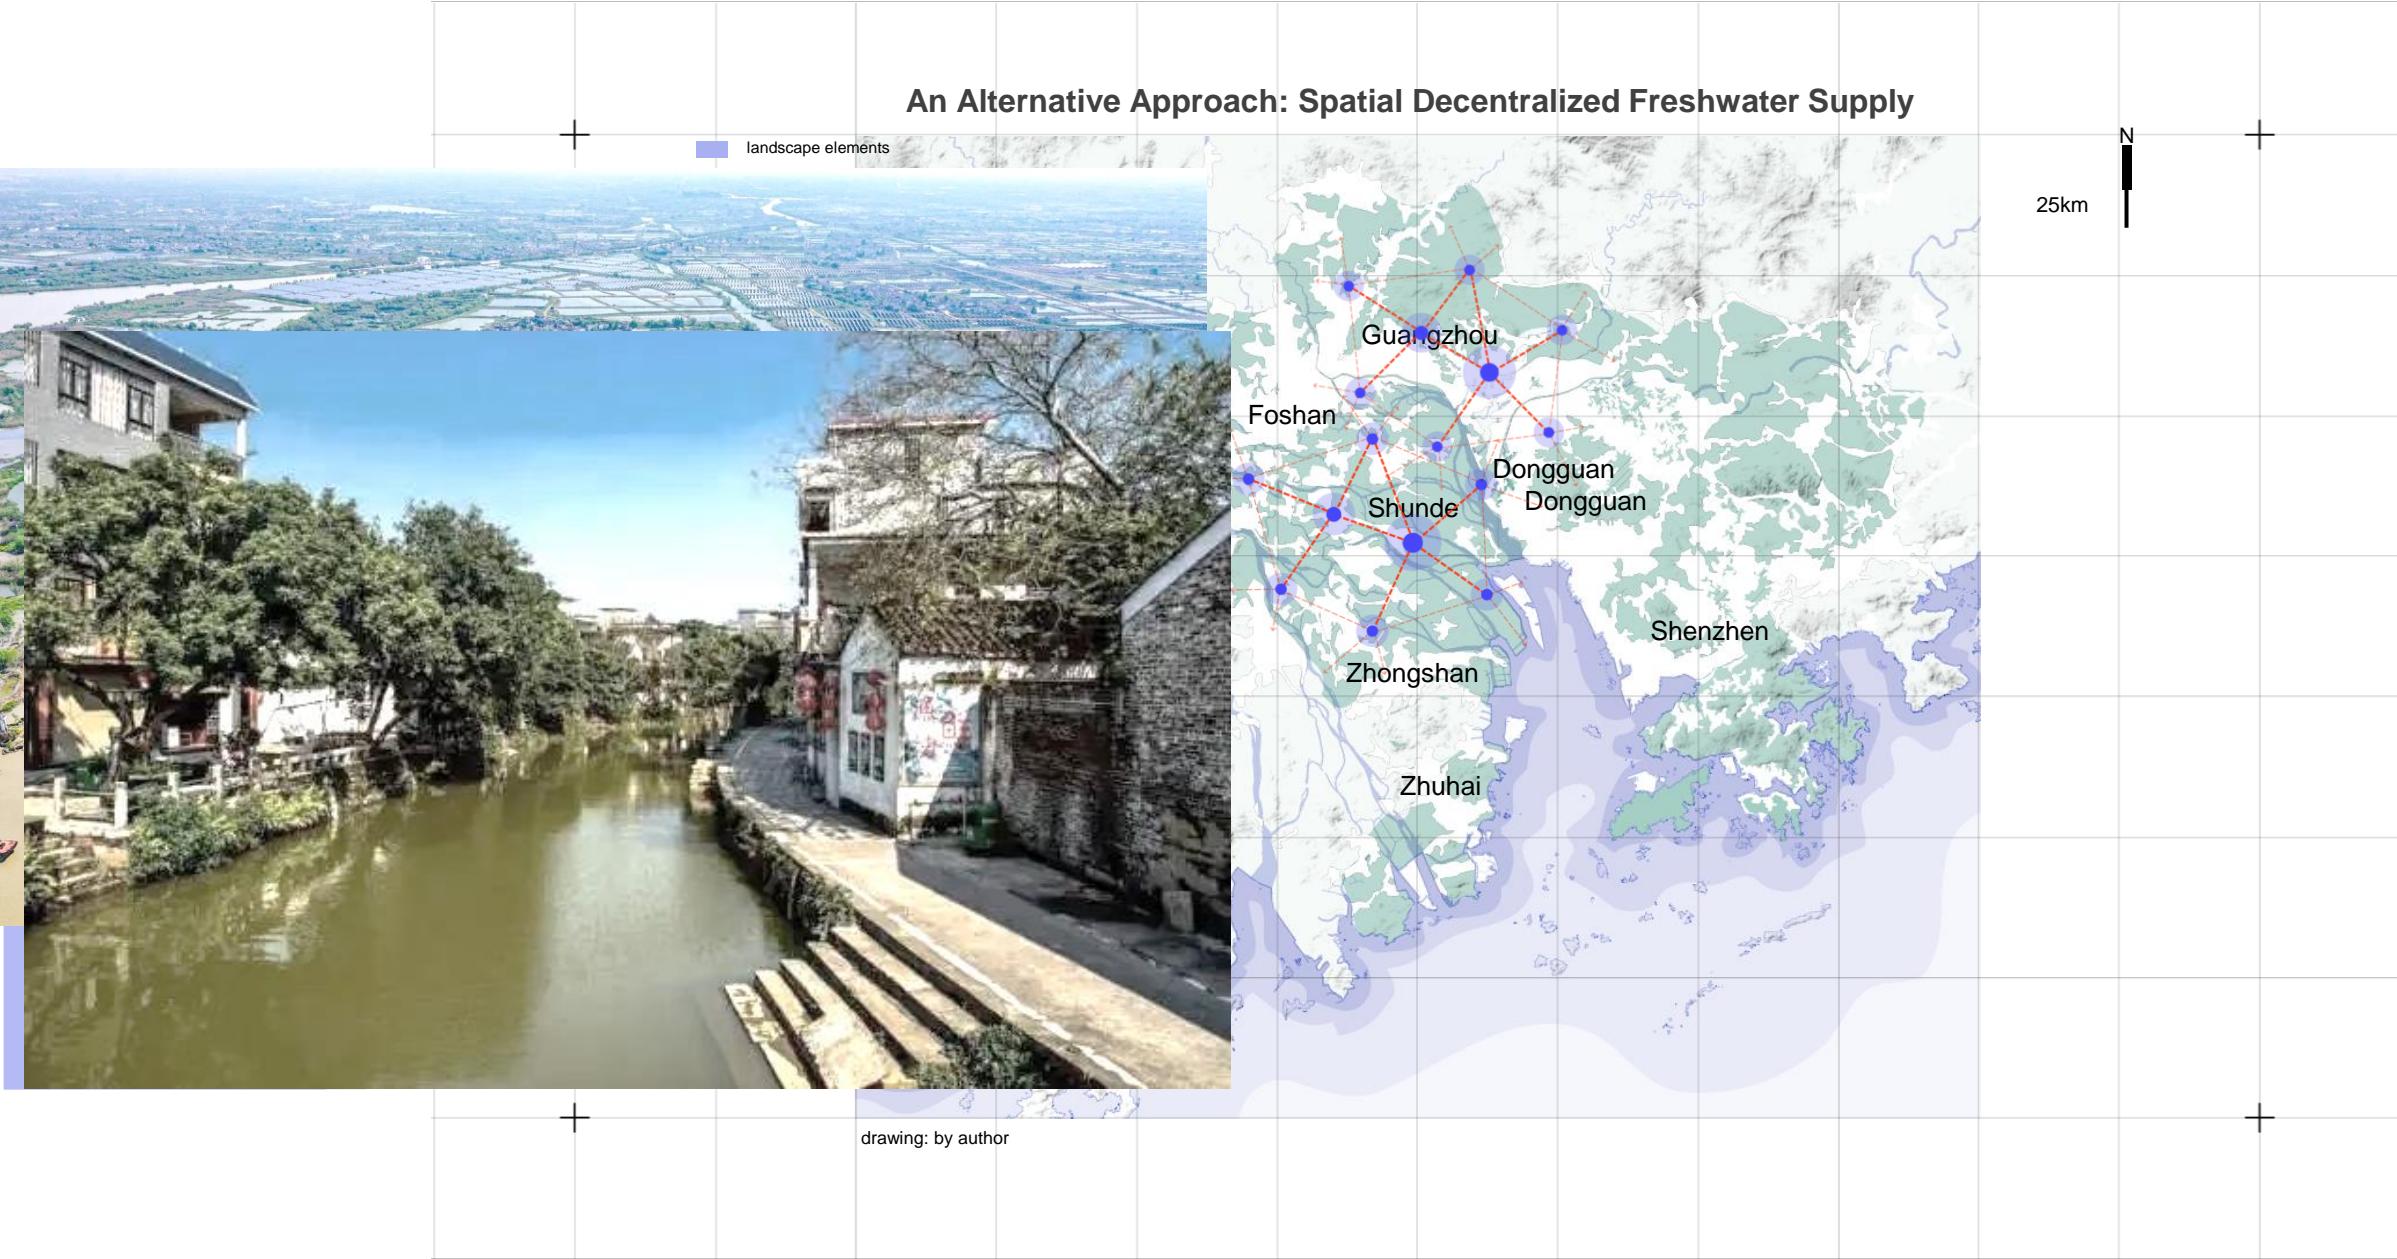 An Alternative Approach: Spatial Decentralized Freshwater Supply
landscape elements
N
25km
Guangzhou
Foshan
Dongguan
Dongguan
Shunde
Shenzhen
Zhongshan
Zhuhai
drawing: by author